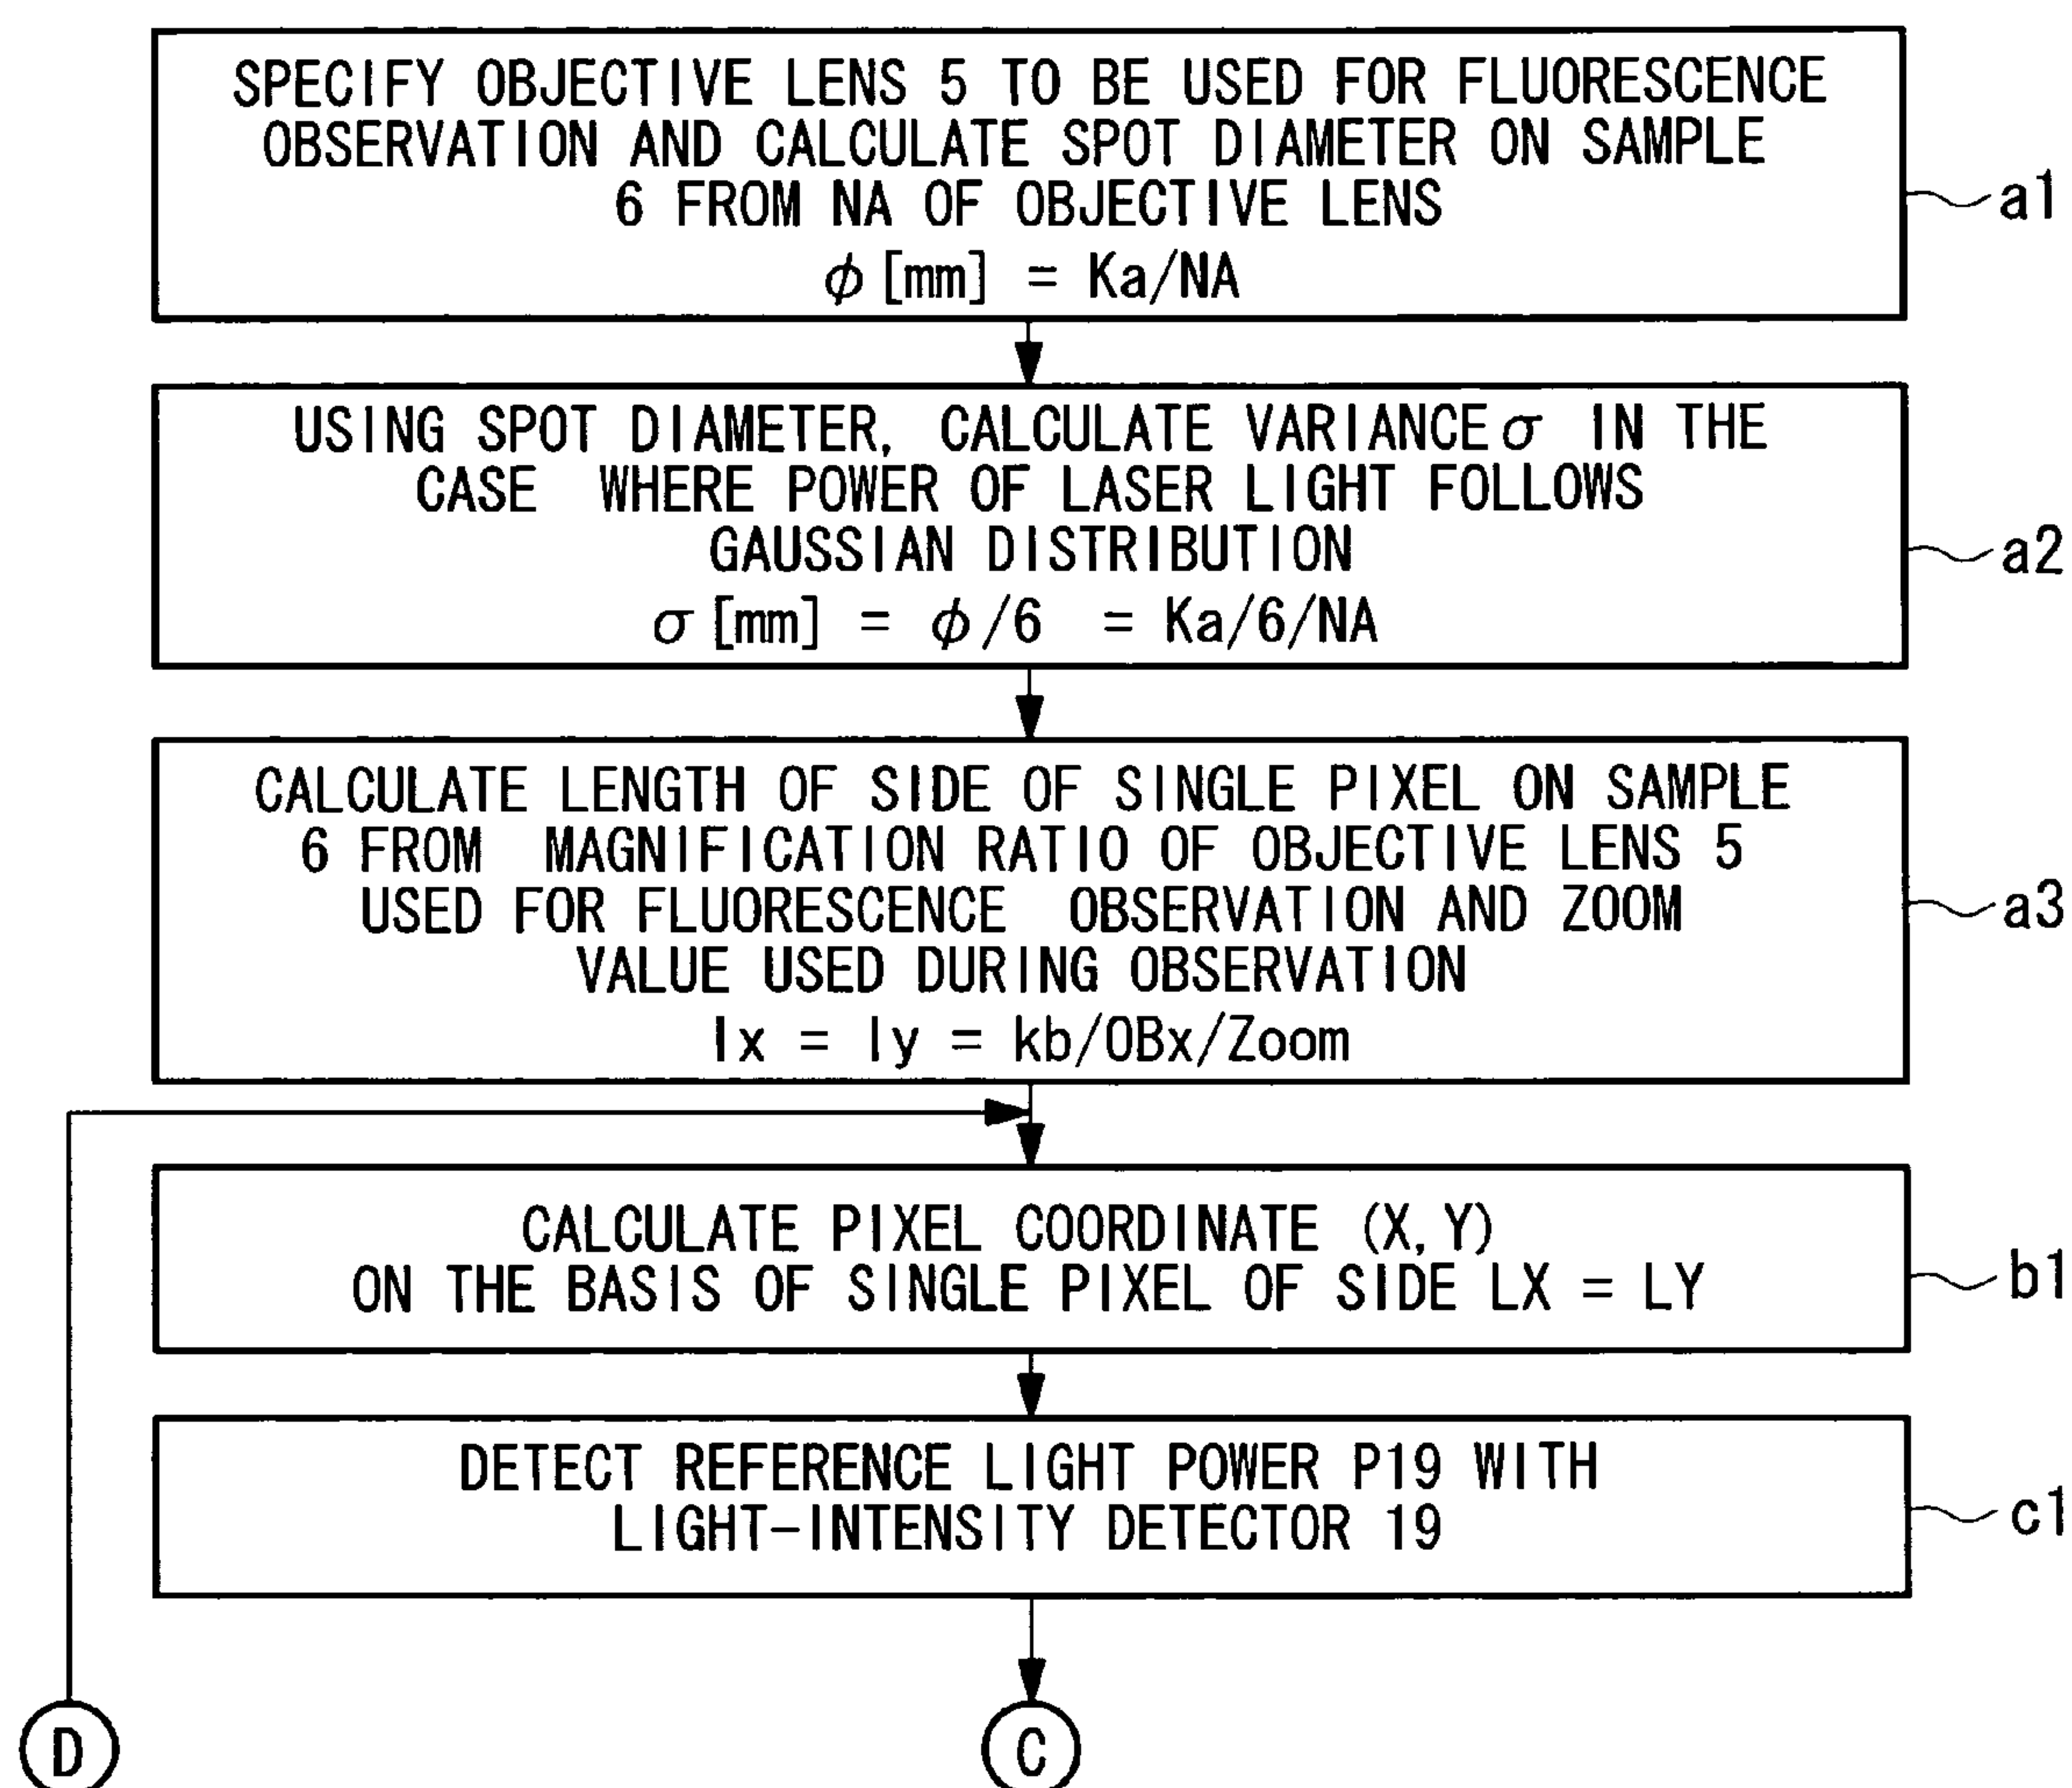 SPECIFY OBJECTIVE LENS 5 TO BE USED FOR FLUORESCENCE
OBSERVATION AND CALCULATE SPOT DIAMETER ON SAMPLE
6 FROM NA OF OBJECTIVE LENS
ϕ [mm] = Ka/NA
a1
USING SPOT DIAMETER, CALCULATE VARIANCE σ IN THE
CASE WHERE POWER OF LASER LIGHT FOLLOWS
GAUSSIAN DISTRIBUTION
σ [mm] = ϕ/6 = Ka/6/NA
a2
CALCULATE LENGTH OF SIDE OF SINGLE PIXEL ON SAMPLE
6 FROM MAGNIFICATION RATIO OF OBJECTIVE LENS 5
USED FOR FLUORESCENCE OBSERVATION AND ZOOM
VALUE USED DURING OBSERVATION
lx = ly = kb/OBx/Zoom
a3
CALCULATE PIXEL COORDINATE (X, Y)
ON THE BASIS OF SINGLE PIXEL OF SIDE LX = LY
b1
DETECT REFERENCE LIGHT POWER P19 WITH
LIGHT-INTENSITY DETECTOR 19
c1
D
C